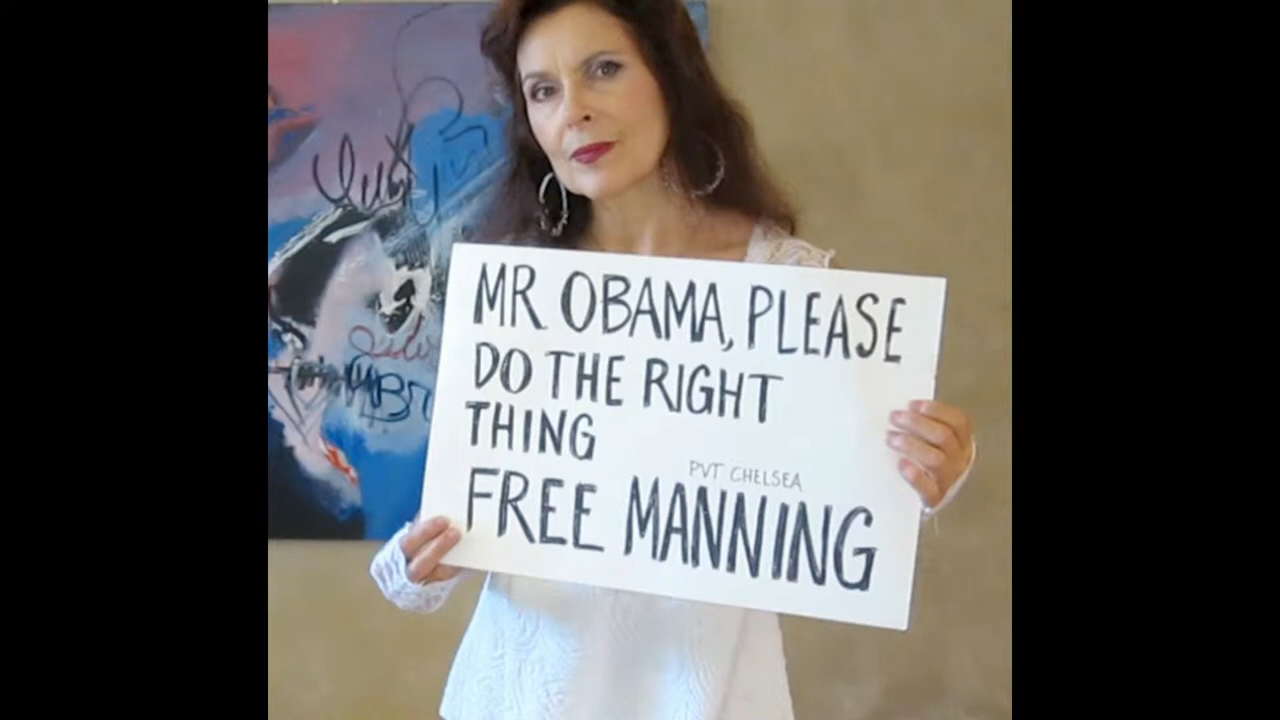 MR OBAMA, PLEASE
DO THE RIGHT
THING
PVT CHELSEA
FREE MANNING